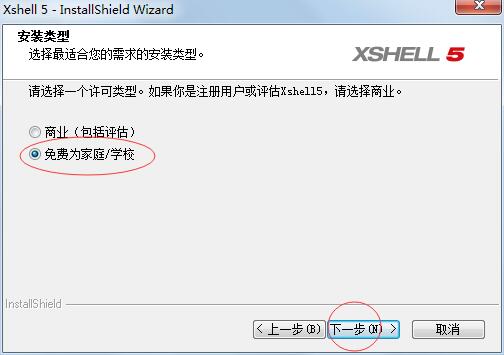 Xshell 5 - InstallShield Wizard
安装类型
选择最适合您的需求的安装类型。
XSHELL 5
请选择一个许可类型。如果你是注册用户或评估Xshell5，请选择商业。
商业（包括评估）
免费为家庭/学校
InstallShield
< 上一步(B)
下一步(N) >
取消